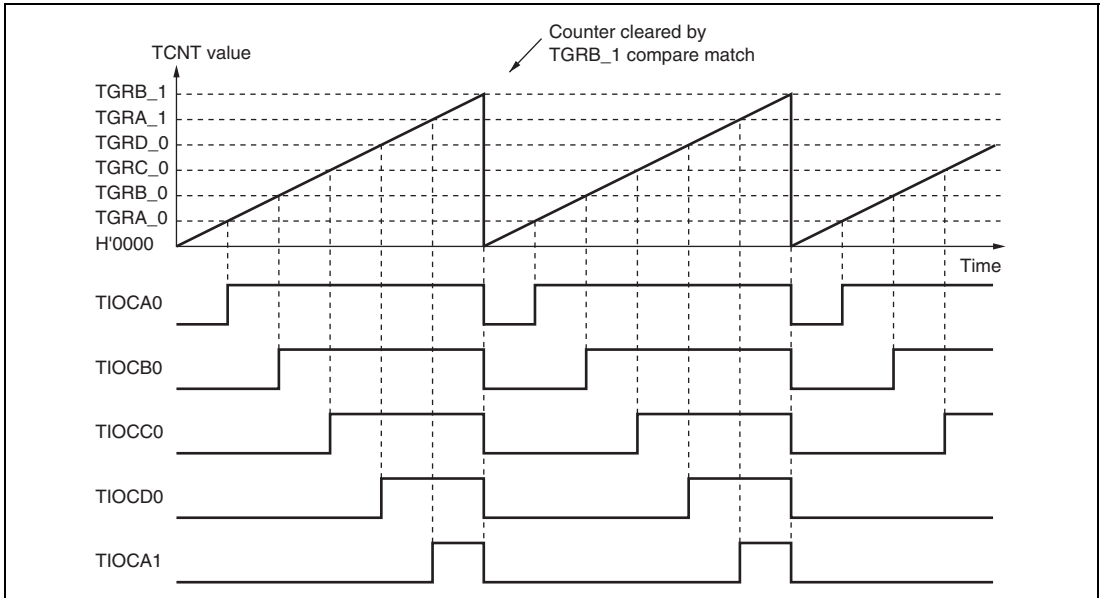 Counter cleared by
TGRB_1 compare match
TCNT value
TGRB_1
TGRA_1
TGRD_0
TGRC_0
TGRB_0
TGRA_0
H'0000
Time
TIOCA0
TIOCB0
TIOCC0
TIOCD0
TIOCA1